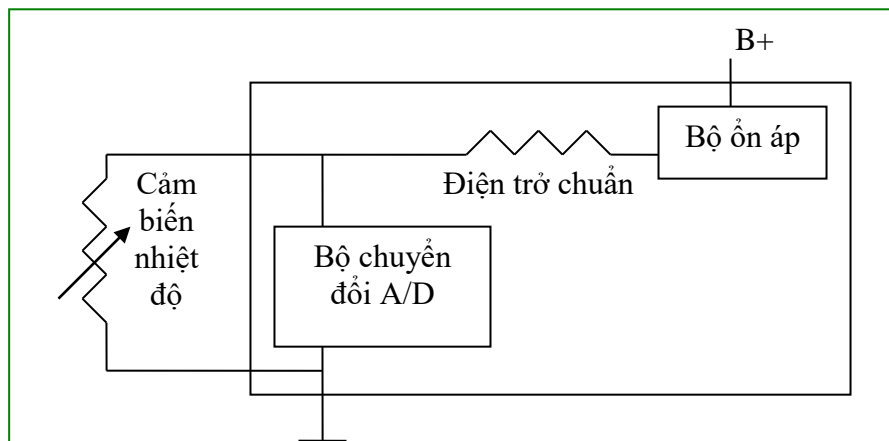 B+
Bộ ổn áp
Điện trở chuẩn
Cảm
biến
nhiệt
độ
Bộ chuyển
đổi A/D